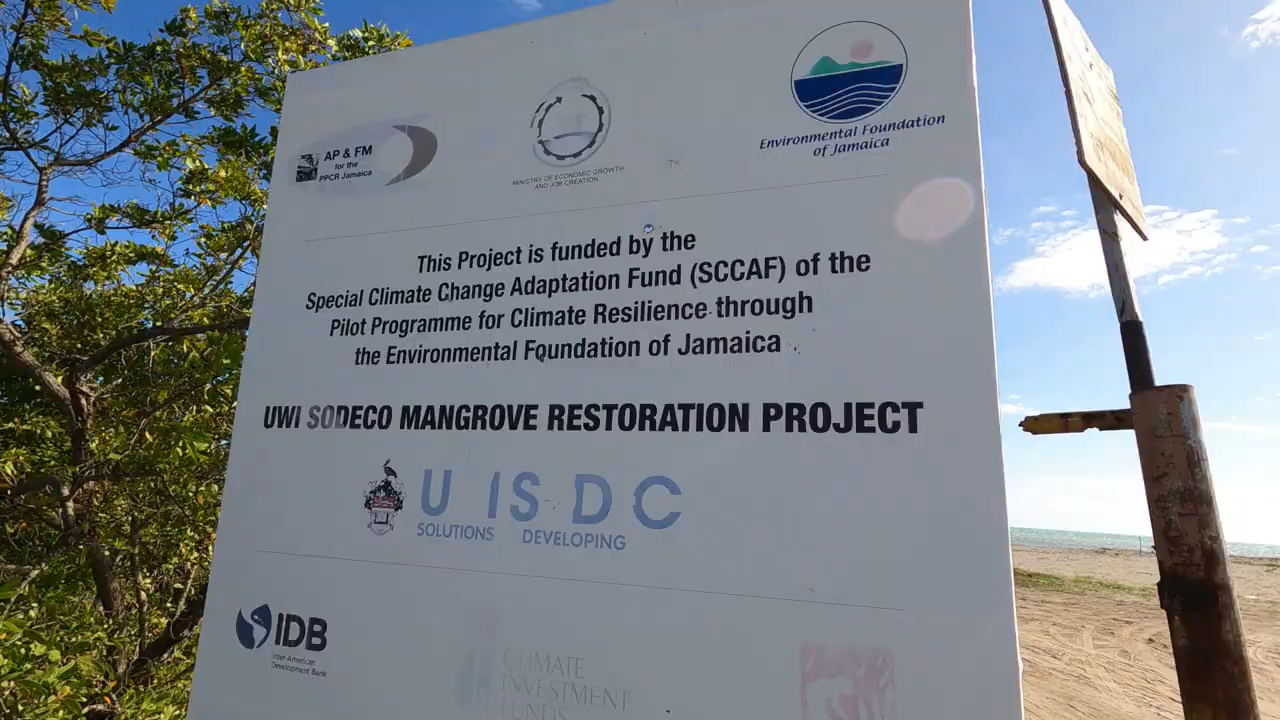 AP & FM
for the
PPCR Jamaica
MINISTRY OF ECONOMIC GROWTH
AND JOB CREATION
Environmental Foundation
of Jamaica
This Project is funded by the
Special Climate Change Adaptation Fund (SCCAF) of the
Pilot Programme for Climate Resilience through
the Environmental Foundation of Jamaica
UWI SODECO MANGROVE RESTORATION PROJECT
U IS DC
SOLUTIONS DEVELOPING
IDB
Inter-American
Development Bank
CLIMATE
INVESTMENT
FUNDS